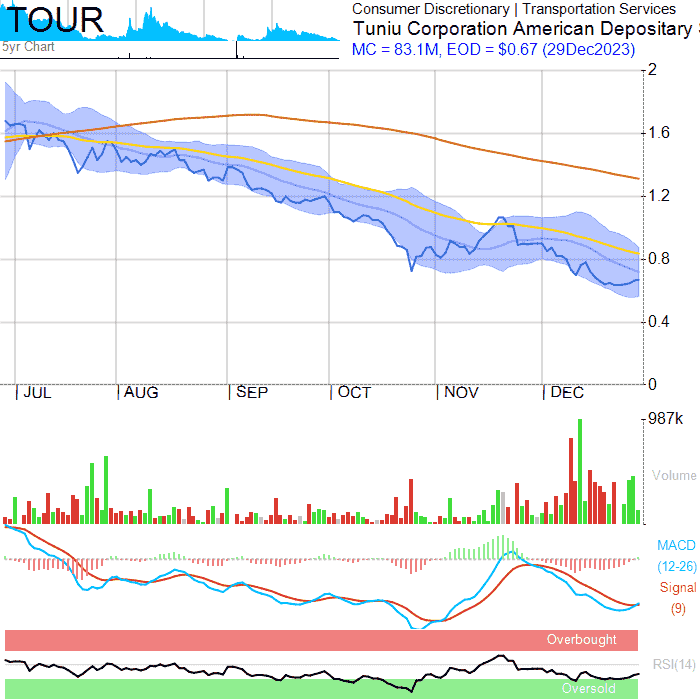 TOUR
5yr Chart
Consumer Discretionary | Transportation Services
Tuniu Corporation American Depositary
MC = 83.1M, EOD = $0.67 (29Dec2023)
2
1.6
1.2
0.8
0.4
0
JUL AUG SEP OCT NOV DEC
987k
Volume
MACD
(12-26)
Signal
(9)
Overbought
RSI(14)
Oversold